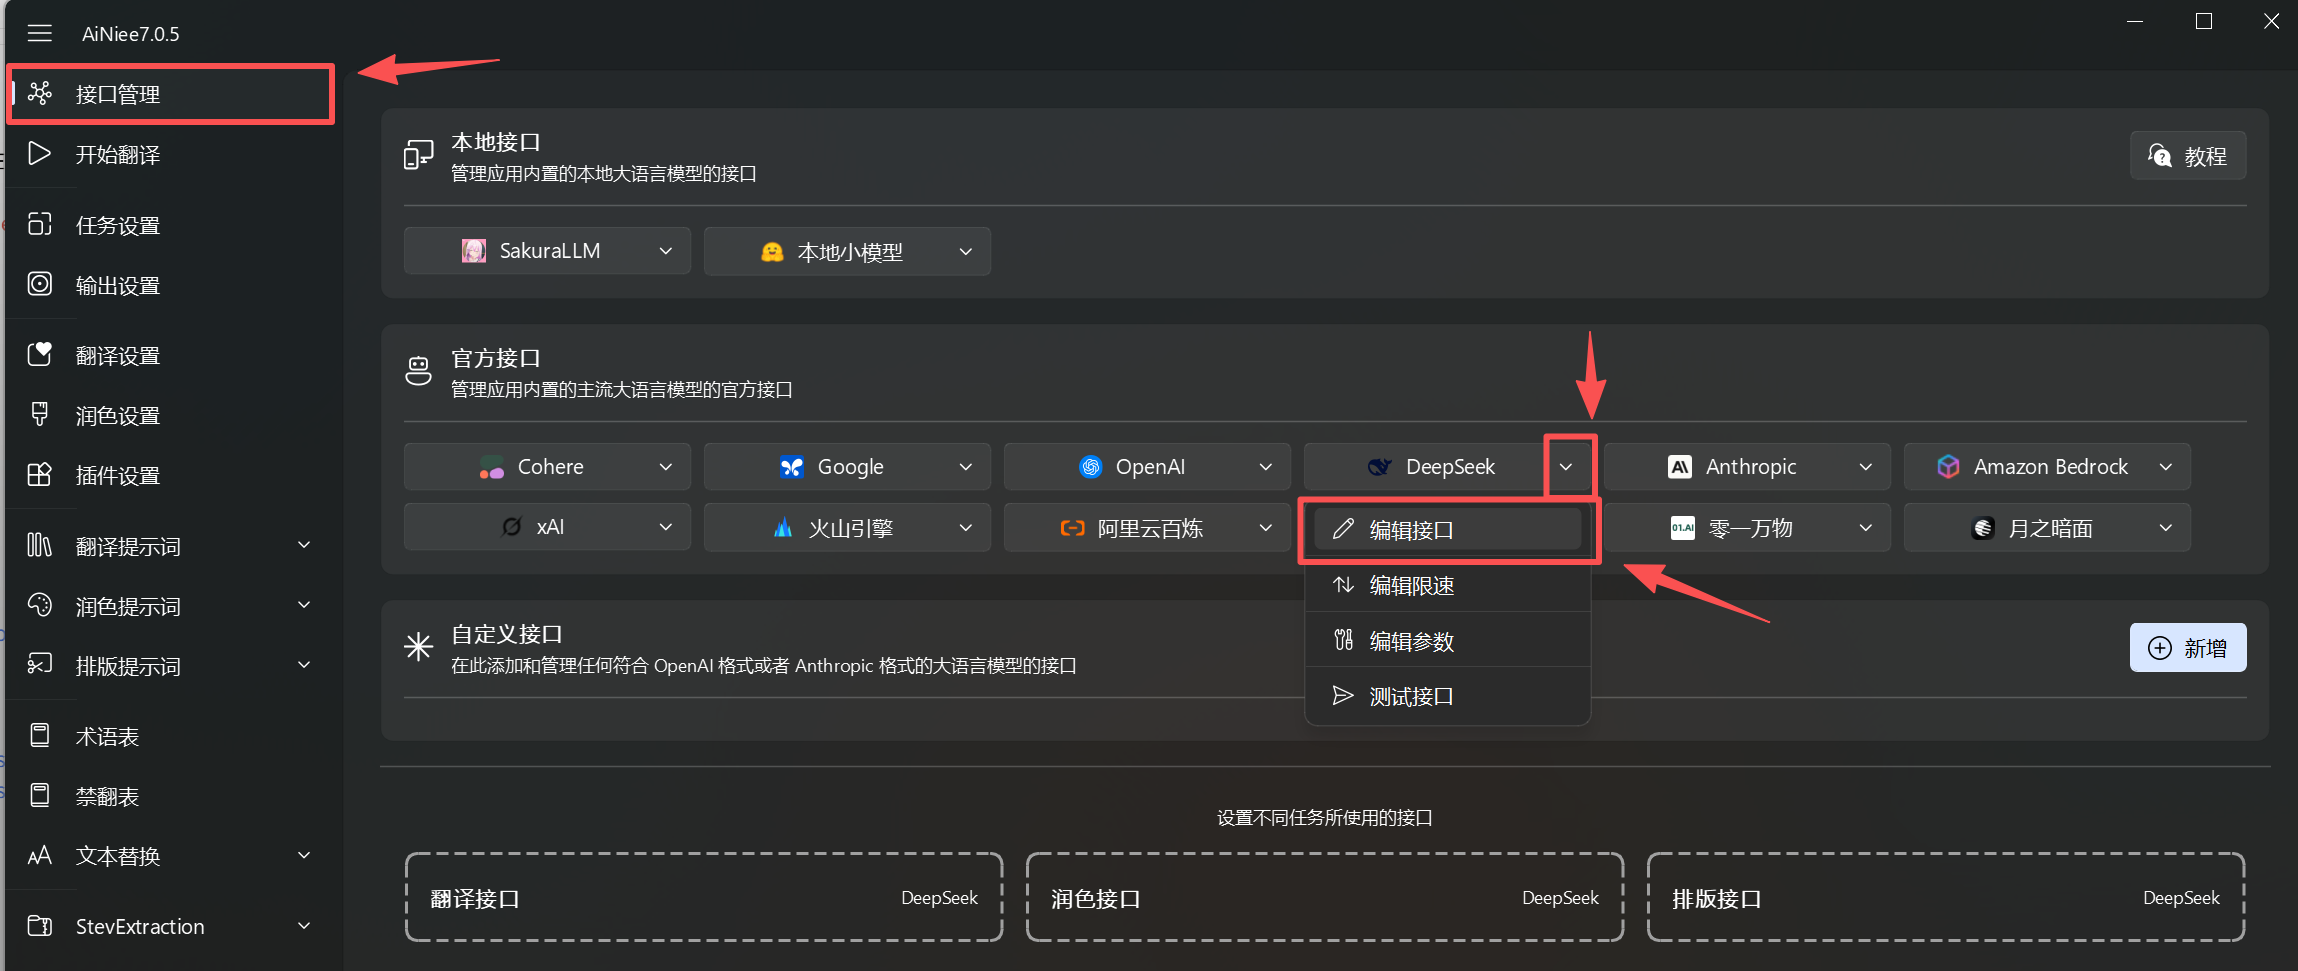 AiNiee7.0.5
接口管理
开始翻译
任务设置
输出设置
翻译设置
润色设置
插件设置
翻译提示词
润色提示词
排版提示词
术语表
禁翻表
文本替换
StevExtraction
本地接口
管理应用内置的本地大语言模型的接口
教程
SakuraLLM
本地小模型
官方接口
管理应用内置的主流大语言模型的官方接口
Cohere
Google
OpenAI
DeepSeek
Anthropic
Amazon Bedrock
xAI
火山引擎
阿里云百炼
01.AI 零一万物
月之暗面
编辑接口
编辑限速
编辑参数
测试接口
自定义接口
在此添加和管理任何符合 OpenAI 格式或者 Anthropic 格式的大语言模型的接口
新增
设置不同任务所使用的接口
翻译接口 DeepSeek
润色接口 DeepSeek
排版接口 DeepSeek